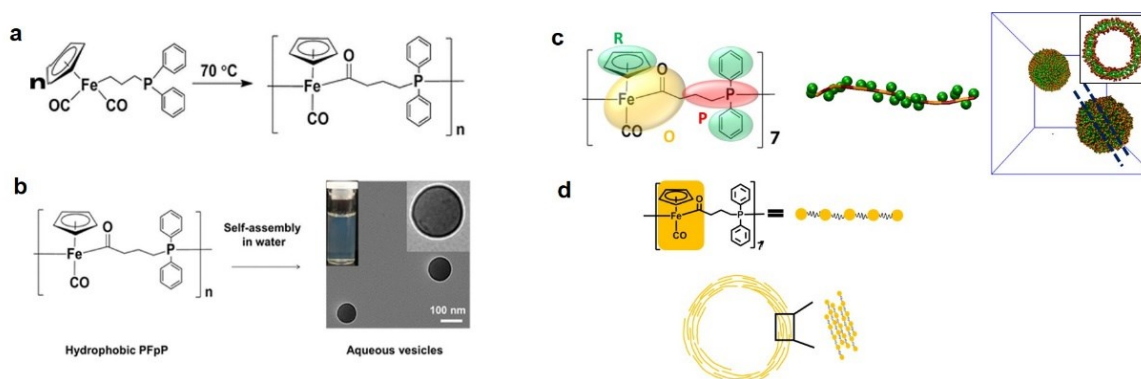 a
n
Fe
P
OC
CO
70 °C
O
Fe
P
CO
n
b
O
Fe
P
CO
n
Self-assembly
in water
100 nm
Hydrophobic PFpP
Aqueous vesicles
c
R
O
Fe
P
P
CO
O
7
d
O
Fe
P
CO
7